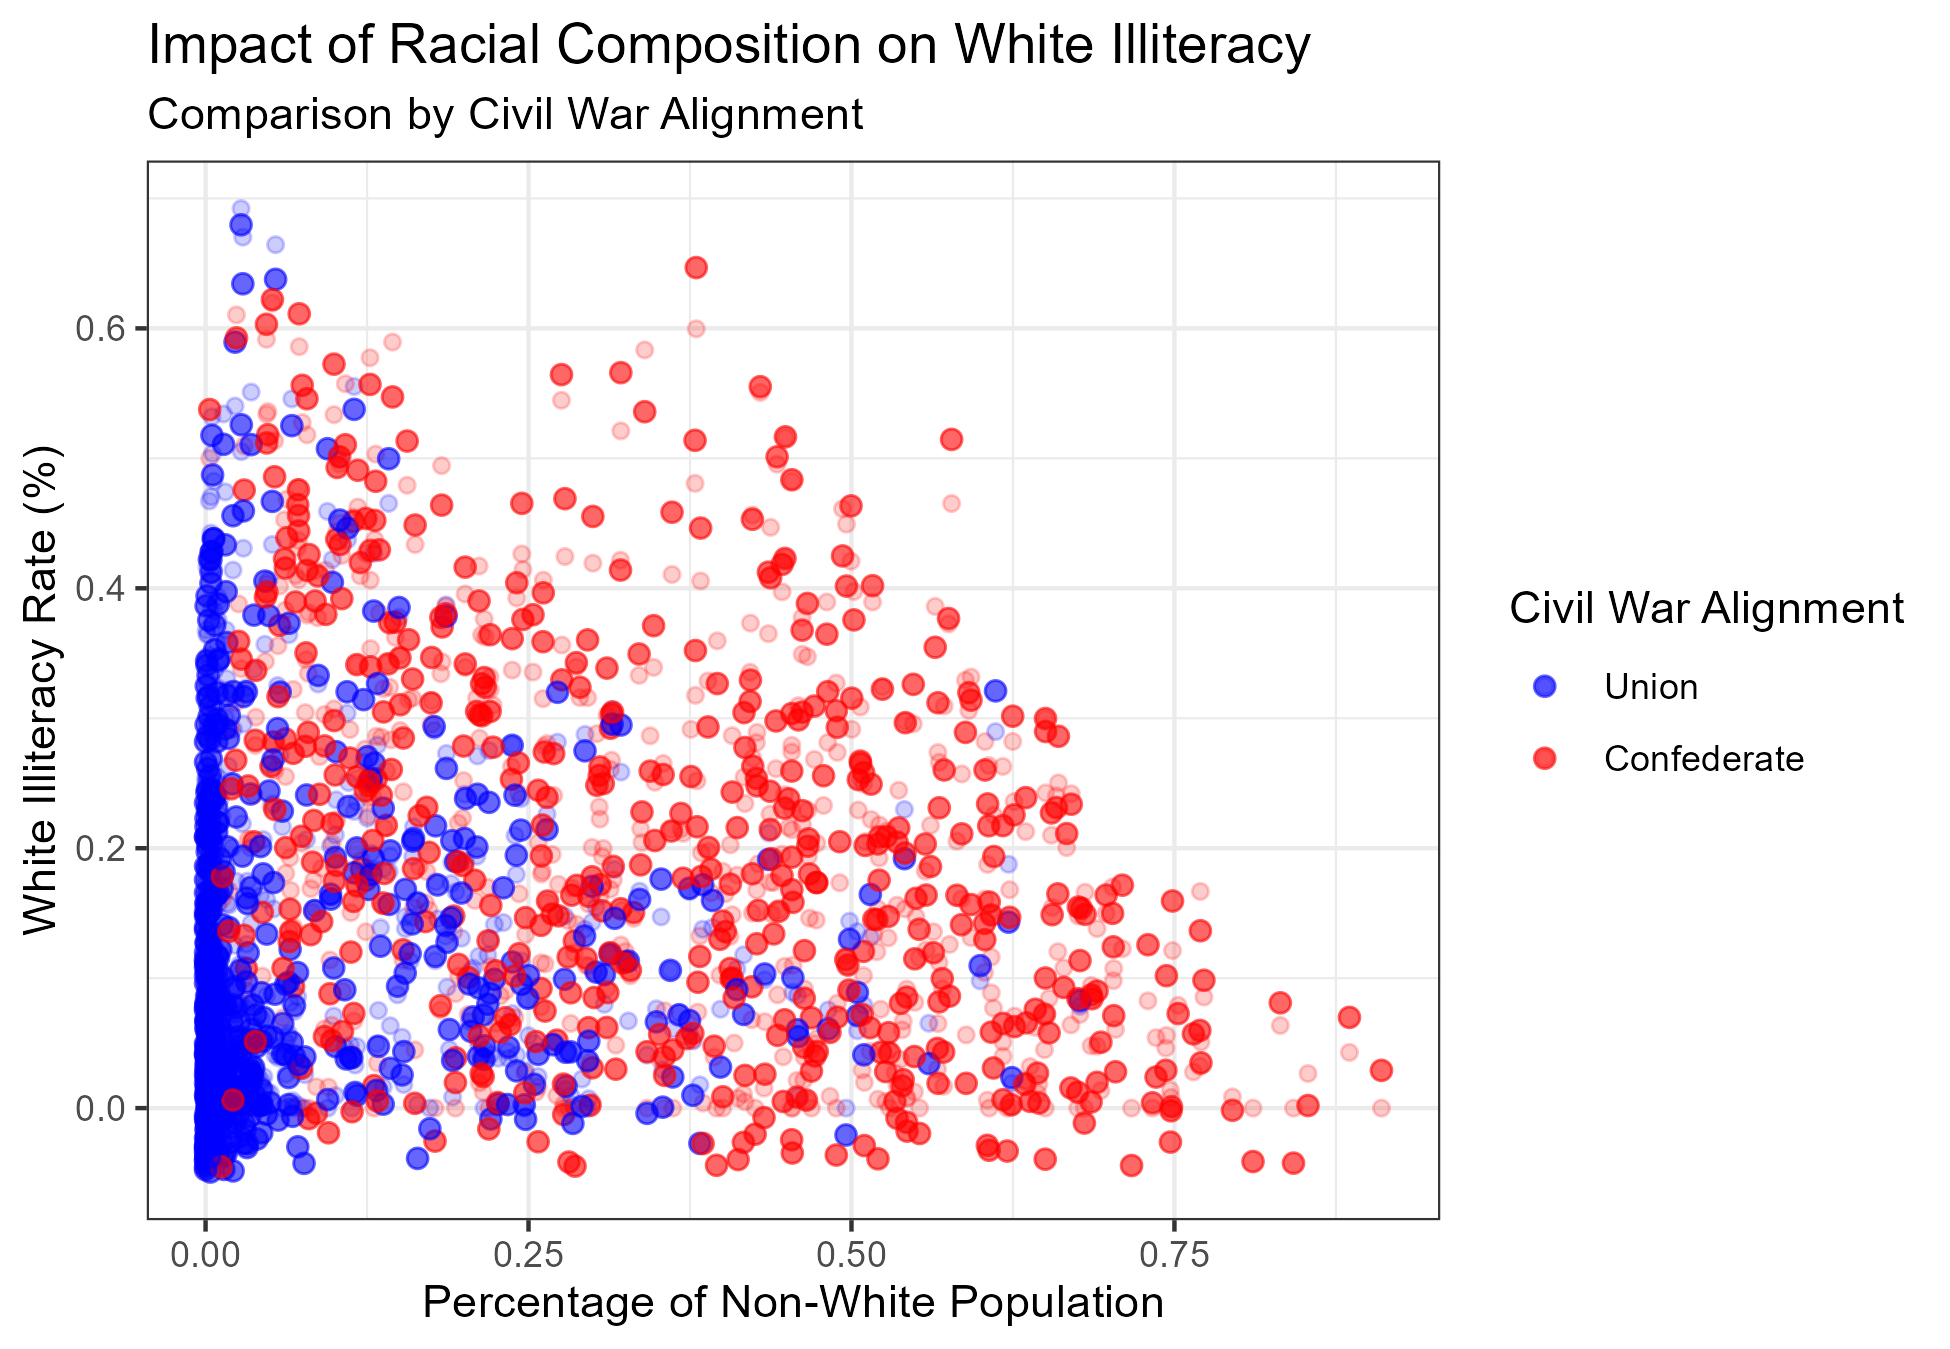 Impact of Racial Composition on White Illiteracy
Comparison by Civil War Alignment
White Illiteracy Rate (%)
0.6
0.4
0.2
0.0
0.00 0.25 0.50 0.75
Percentage of Non-White Population
Civil War Alignment
Union
Confederate